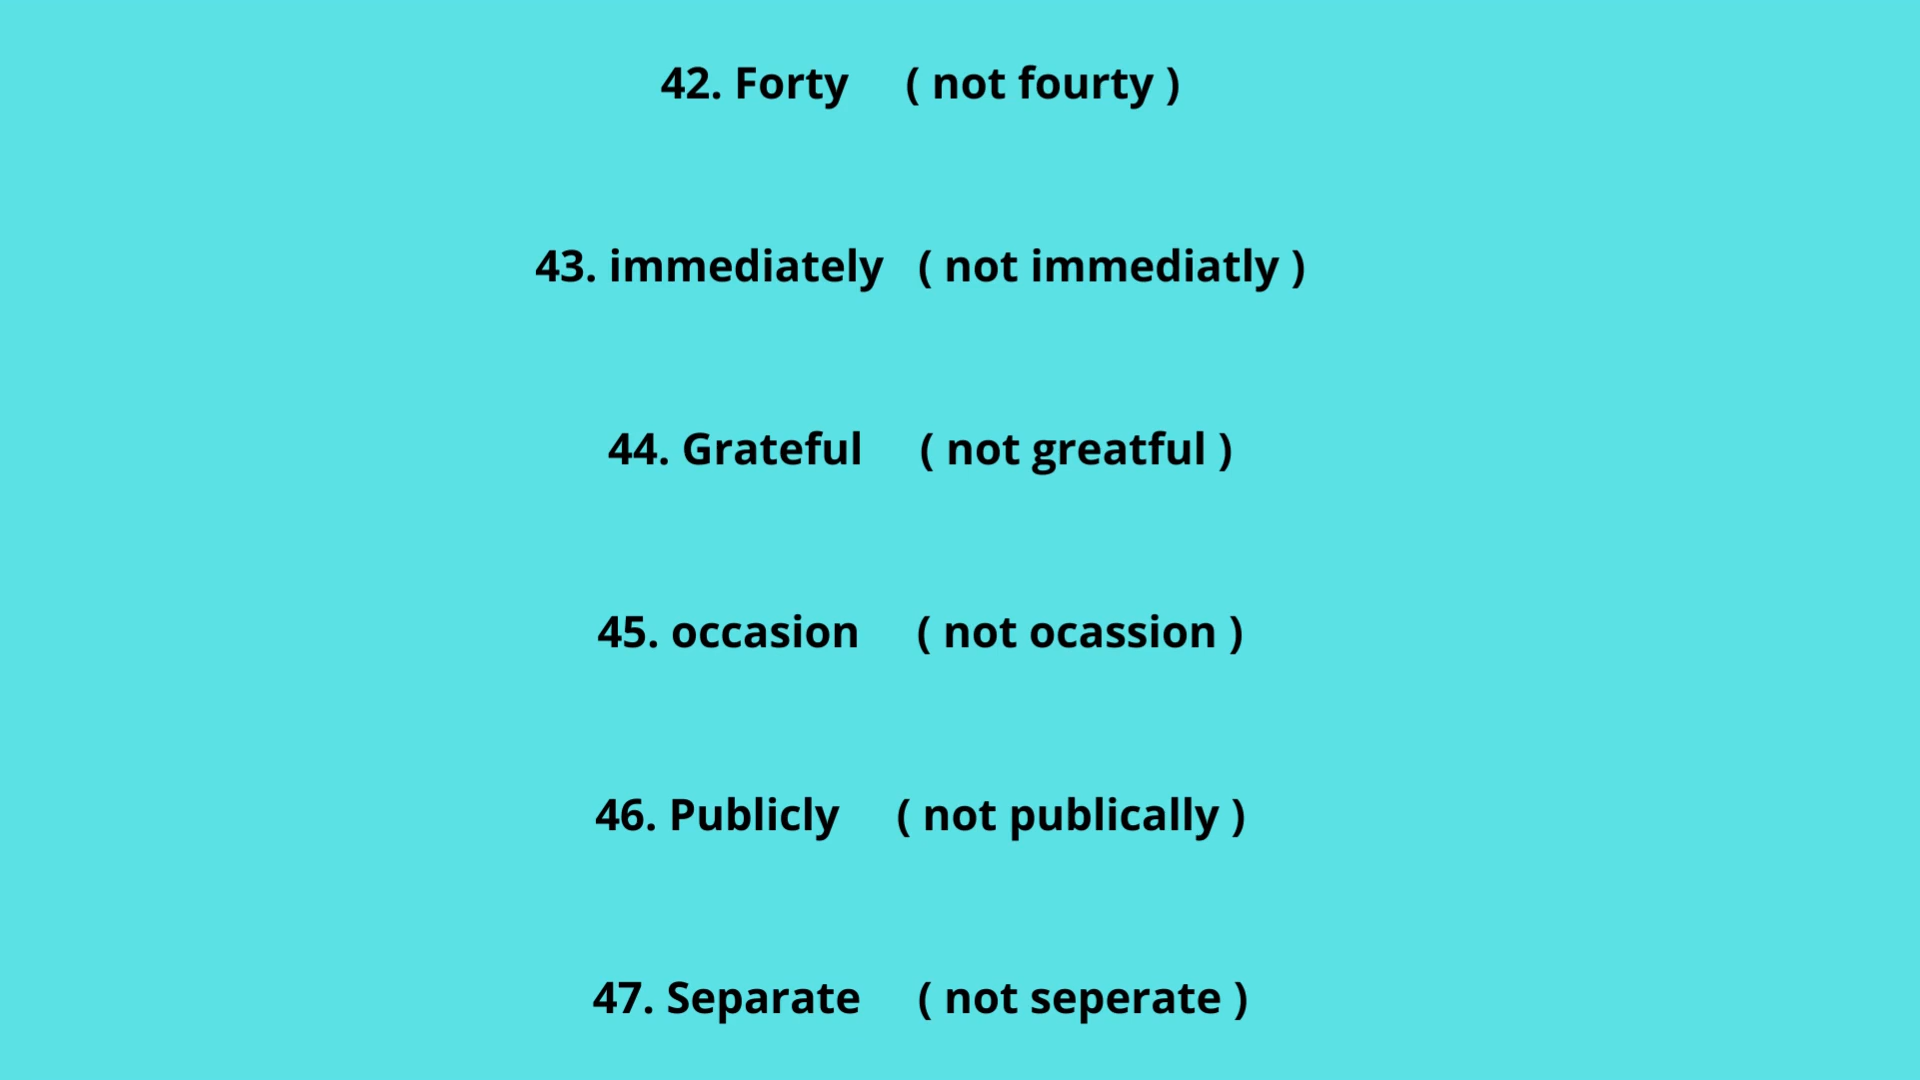 42. Forty ( not fourty )
43. immediately ( not immediatly )
44. Grateful ( not greatful )
45. occasion ( not ocassion )
46. Publicly ( not publically )
47. Separate ( not seperate )